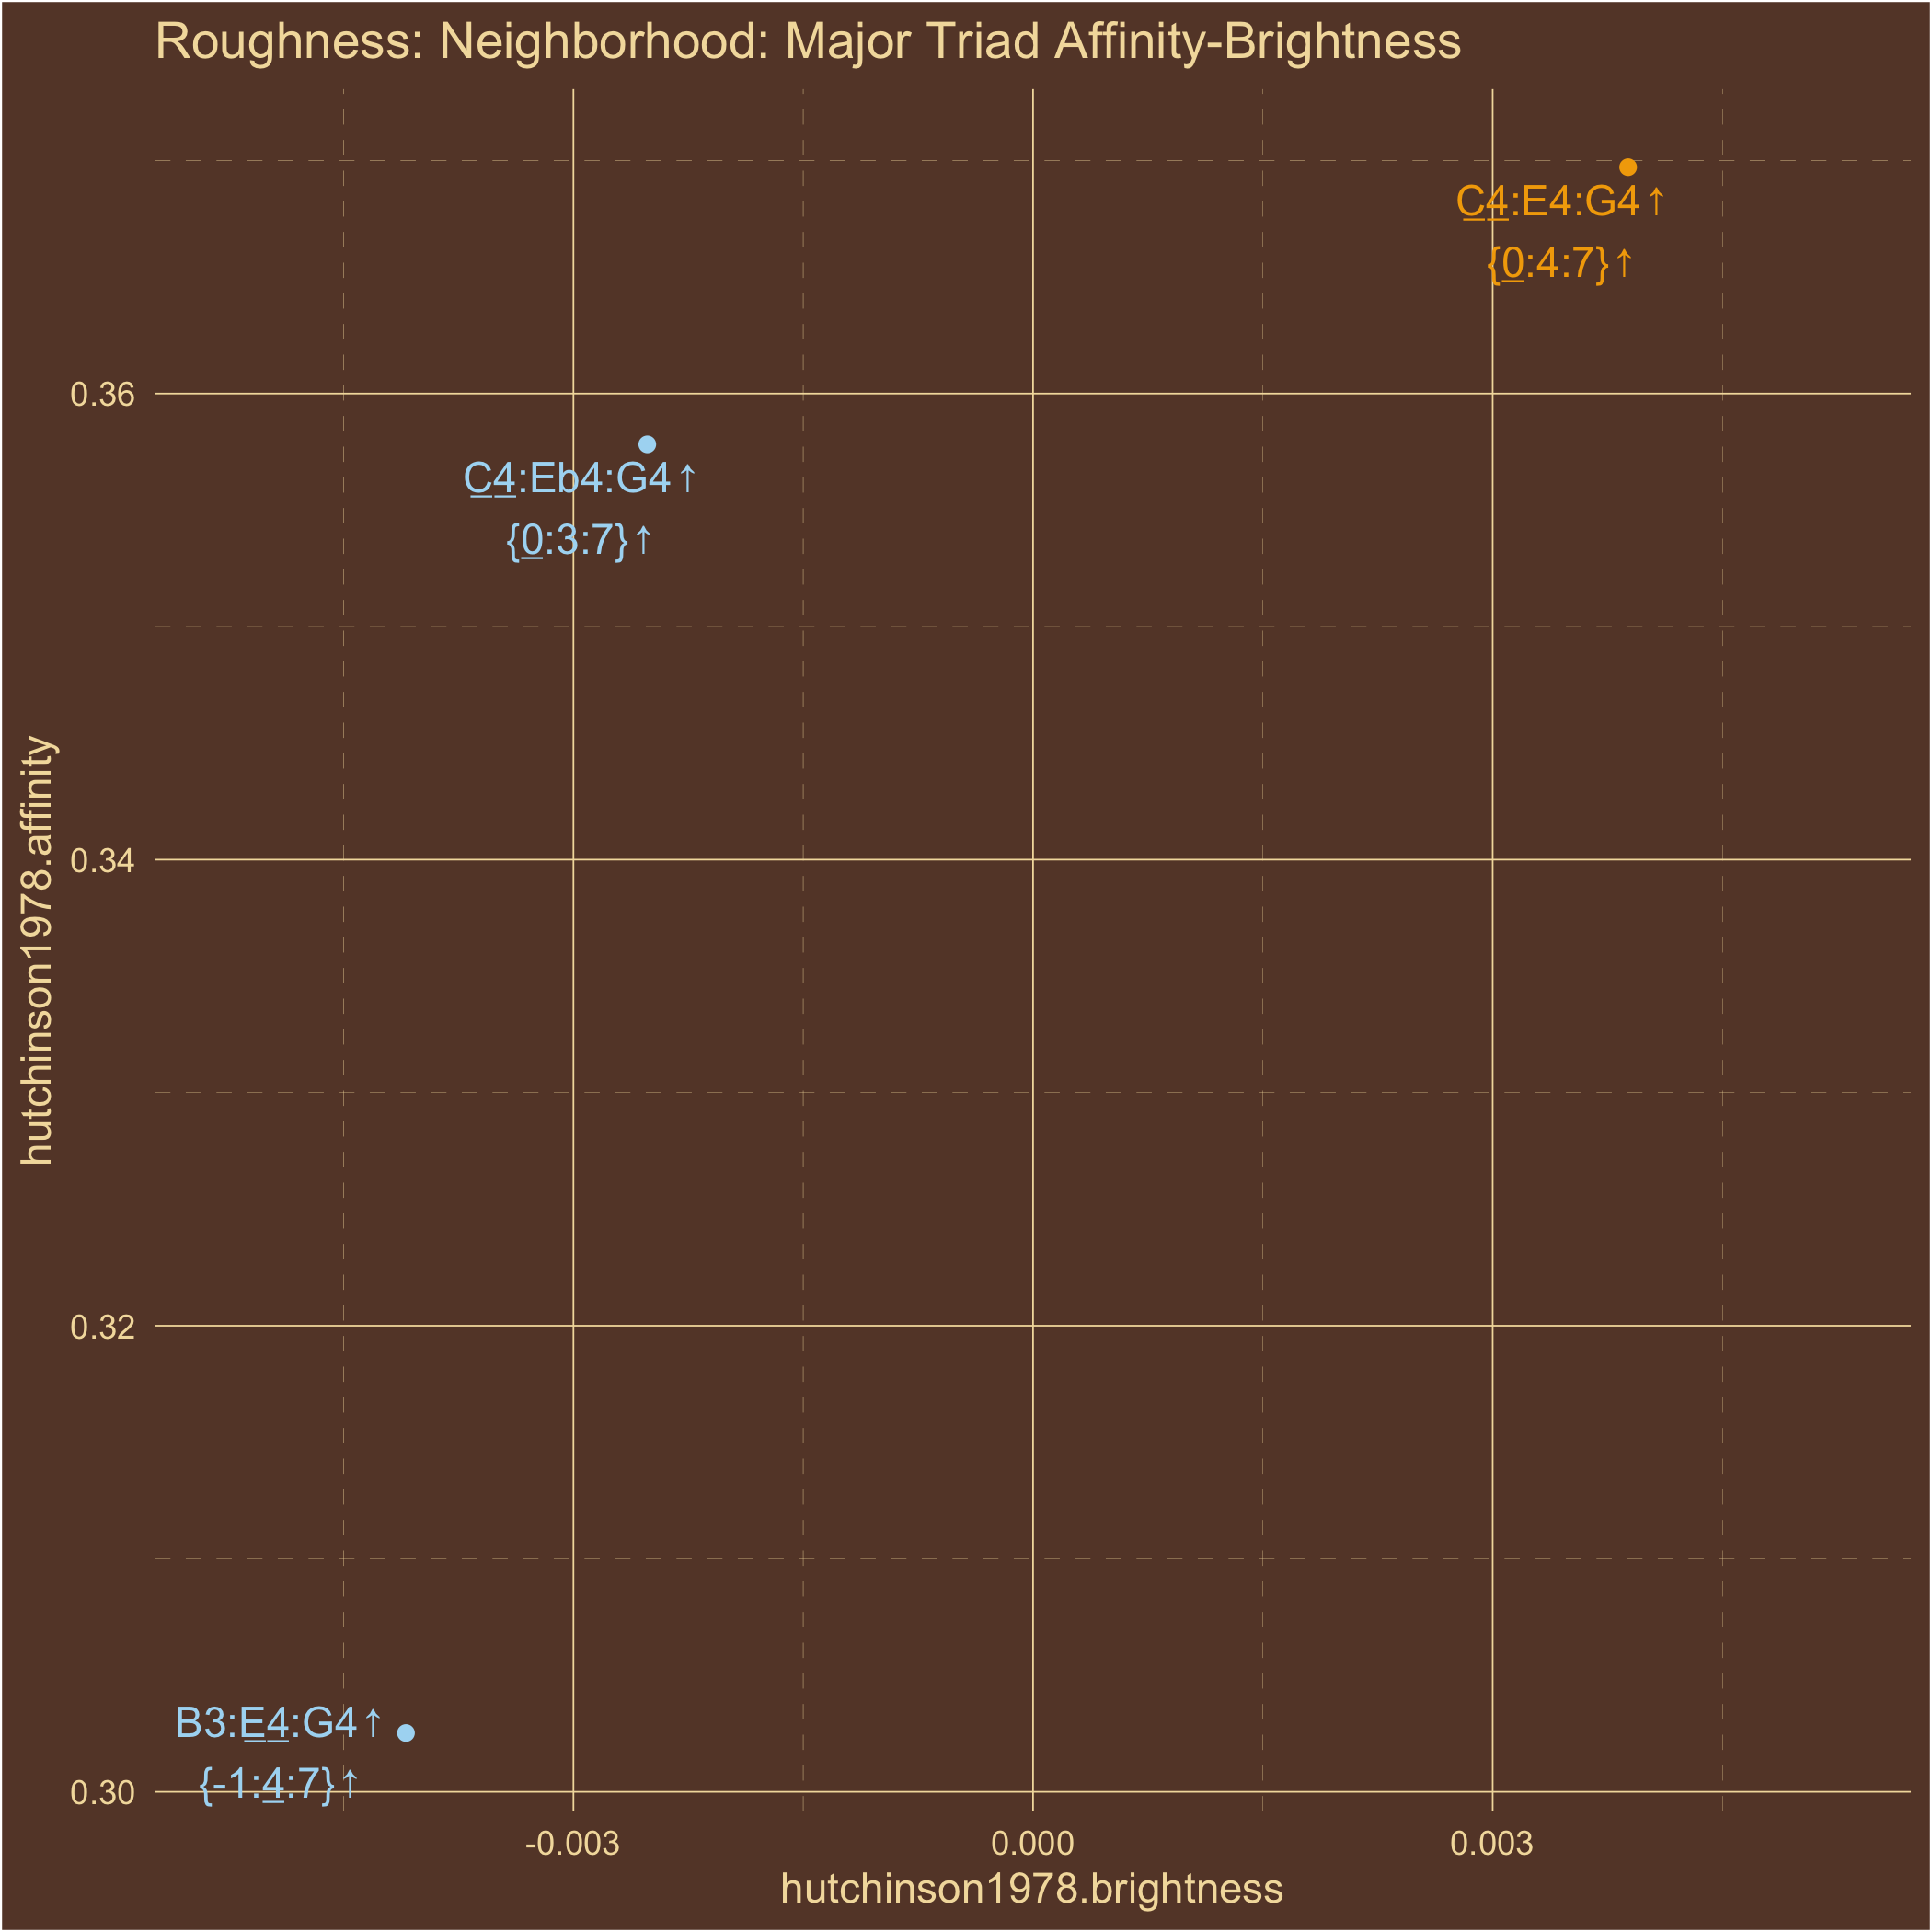 Roughness: Neighborhood: Major Triad Affinity-Brightness
C4:E4:G4↑
{0:4:7}↑
0.36
C4:Eb4:G4↑
{0:3:7}↑
hutchinson1978.affinity
0.34
0.32
B3:E4:G4↑
{-1:4:7}↑
0.30
-0.003
0.000
0.003
hutchinson1978.brightness